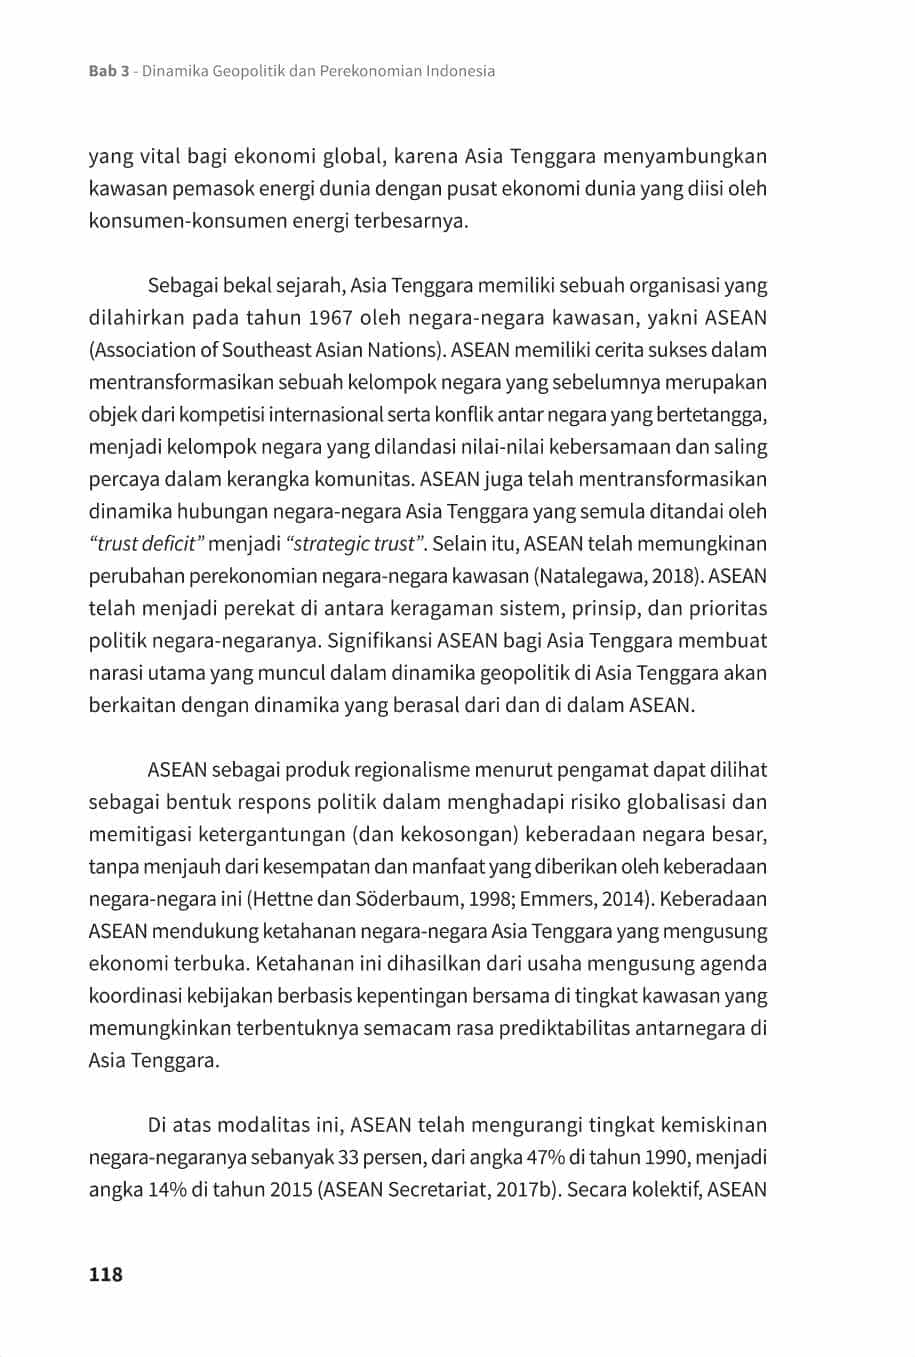 Bab 3 - Dinamika Geopolitik dan Perekonomian Indonesia
yang vital bagi ekonomi global, karena Asia Tenggara menyambungkan
kawasan pemasok energi dunia dengan pusat ekonomi dunia yang diisi oleh
konsumen-konsumen energi terbesarnya.
Sebagai bekal sejarah, Asia Tenggara memiliki sebuah organisasi yang
dilahirkan pada tahun 1967 oleh negara-negara kawasan, yakni ASEAN
(Association of Southeast Asian Nations). ASEAN memiliki cerita sukses dalam
mentransformasikan sebuah kelompok negara yang sebelumnya merupakan
objek dari kompetisi internasional serta konflik antar negara yang bertetangga,
menjadi kelompok negara yang dilandasi nilai-nilai kebersamaan dan saling
percaya dalam kerangka komunitas. ASEAN juga telah mentransformasikan
dinamika hubungan negara-negara Asia Tenggara yang semula ditandai oleh
“trust deficit” menjadi “strategic trust”. Selain itu, ASEAN telah memungkinan
perubahan perekonomian negara-negara kawasan (Natalegawa, 2018). ASEAN
telah menjadi perekat di antara keragaman sistem, prinsip, dan prioritas
politik negara-negaranya. Signifikansi ASEAN bagi Asia Tenggara membuat
narasi utama yang muncul dalam dinamika geopolitik di Asia Tenggara akan
berkaitan dengan dinamika yang berasal dari dan di dalam ASEAN.
ASEAN sebagai produk regionalisme menurut pengamat dapat dilihat
sebagai bentuk respons politik dalam menghadapi risiko globalisasi dan
memitigasi ketergantungan (dan kekosongan) keberadaan negara besar,
tanpa menjauh dari kesempatan dan manfaat yang diberikan oleh keberadaan
negara-negara ini (Hettne dan Söderbaum, 1998; Emmers, 2014). Keberadaan
ASEAN mendukung ketahanan negara-negara Asia Tenggara yang mengusung
ekonomi terbuka. Ketahanan ini dihasilkan dari usaha mengusung agenda
koordinasi kebijakan berbasis kepentingan bersama di tingkat kawasan yang
memungkinkan terbentuknya semacam rasa prediktabilitas antarnegara di
Asia Tenggara.
Di atas modalitas ini, ASEAN telah mengurangi tingkat kemiskinan
negara-negaranya sebanyak 33 persen, dari angka 47% di tahun 1990, menjadi
angka 14% di tahun 2015 (ASEAN Secretariat, 2017b). Secara kolektif, ASEAN
118